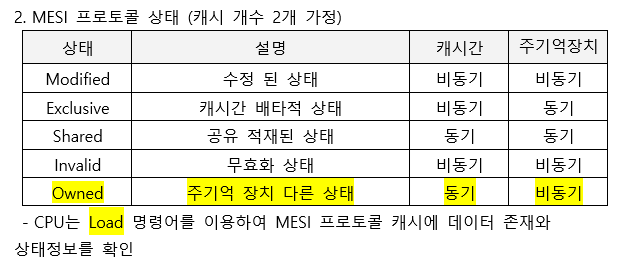 2. MESI 프로토콜 상태 (캐시 개수 2개 가정)
상태 설명 캐시간 주기억장치
Modified 수정 된 상태 비동기 비동기
Exclusive 캐시간 배타적 상태 비동기 동기
Shared 공유 적재된 상태 동기 동기
Invalid 무효화 상태 비동기 비동기
Owned 주기억 장치 다른 상태 동기 비동기
- CPU는 Load 명령어를 이용하여 MESI 프로토콜 캐시에 데이터 존재와
상태정보를 확인